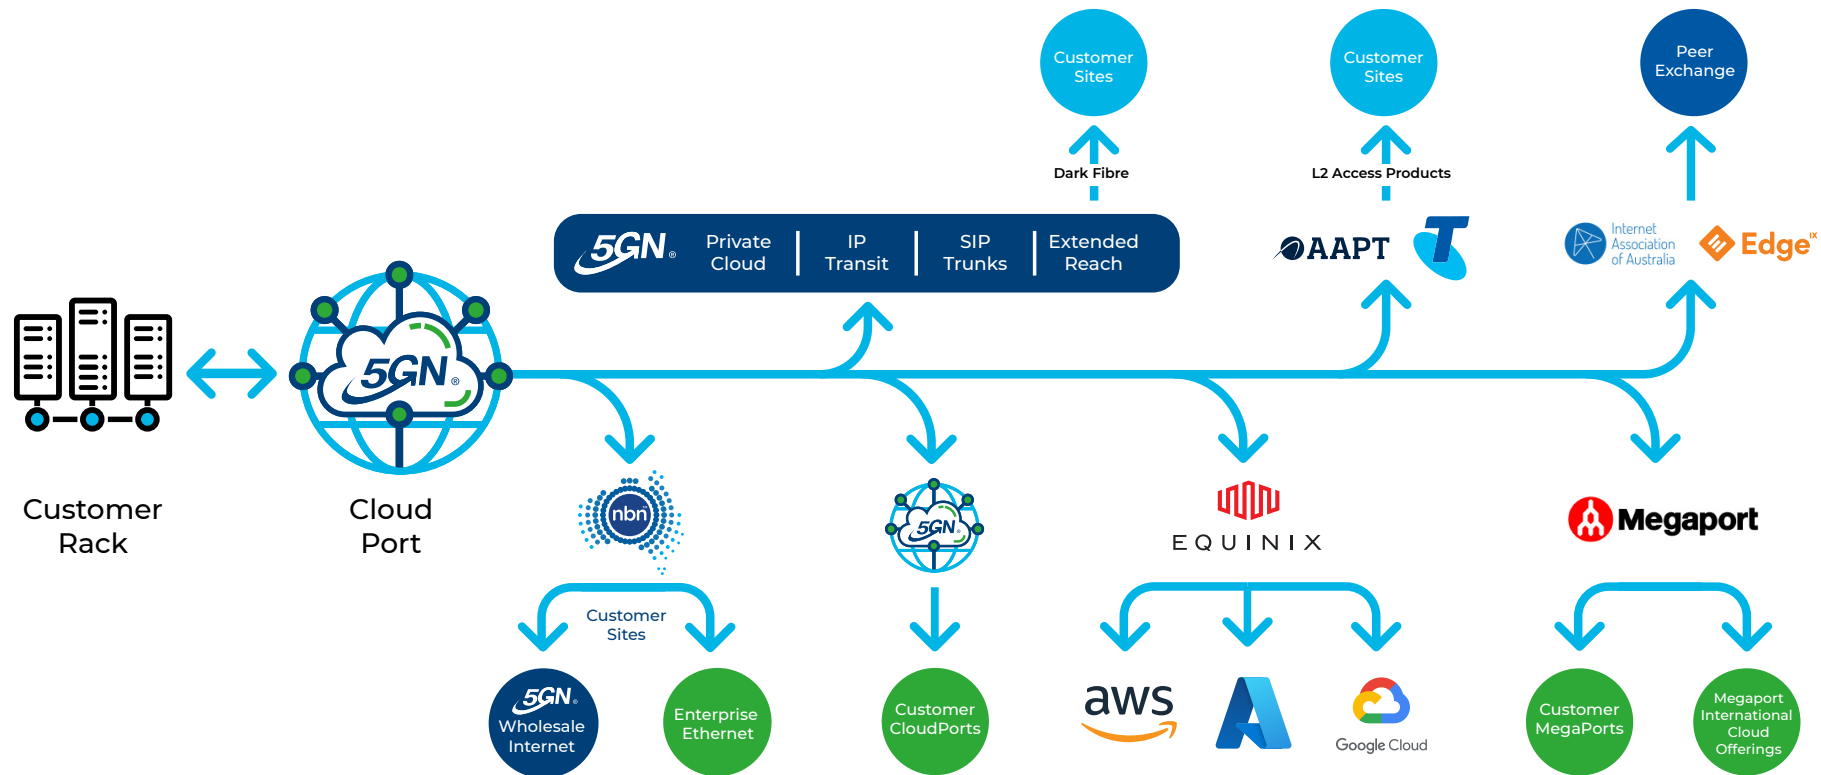 Customer
Sites
Customer
Sites
Peer
Exchange
Dark Fibre
L2 Access Products
5GN®
Private
Cloud
IP
Transit
SIP
Trunks
Extended
Reach
AAPT
T
Internet
Association
of Australia
Edge IX
5GN®
Customer
Rack
Cloud
Port
nbn™
5GN®
EQUINIX
Megaport
Customer
Sites
5GN®
Wholesale
Internet
Enterprise
Ethernet
Customer
CloudPorts
aws
Google Cloud
Customer
MegaPorts
Megaport
International
Cloud
Offerings